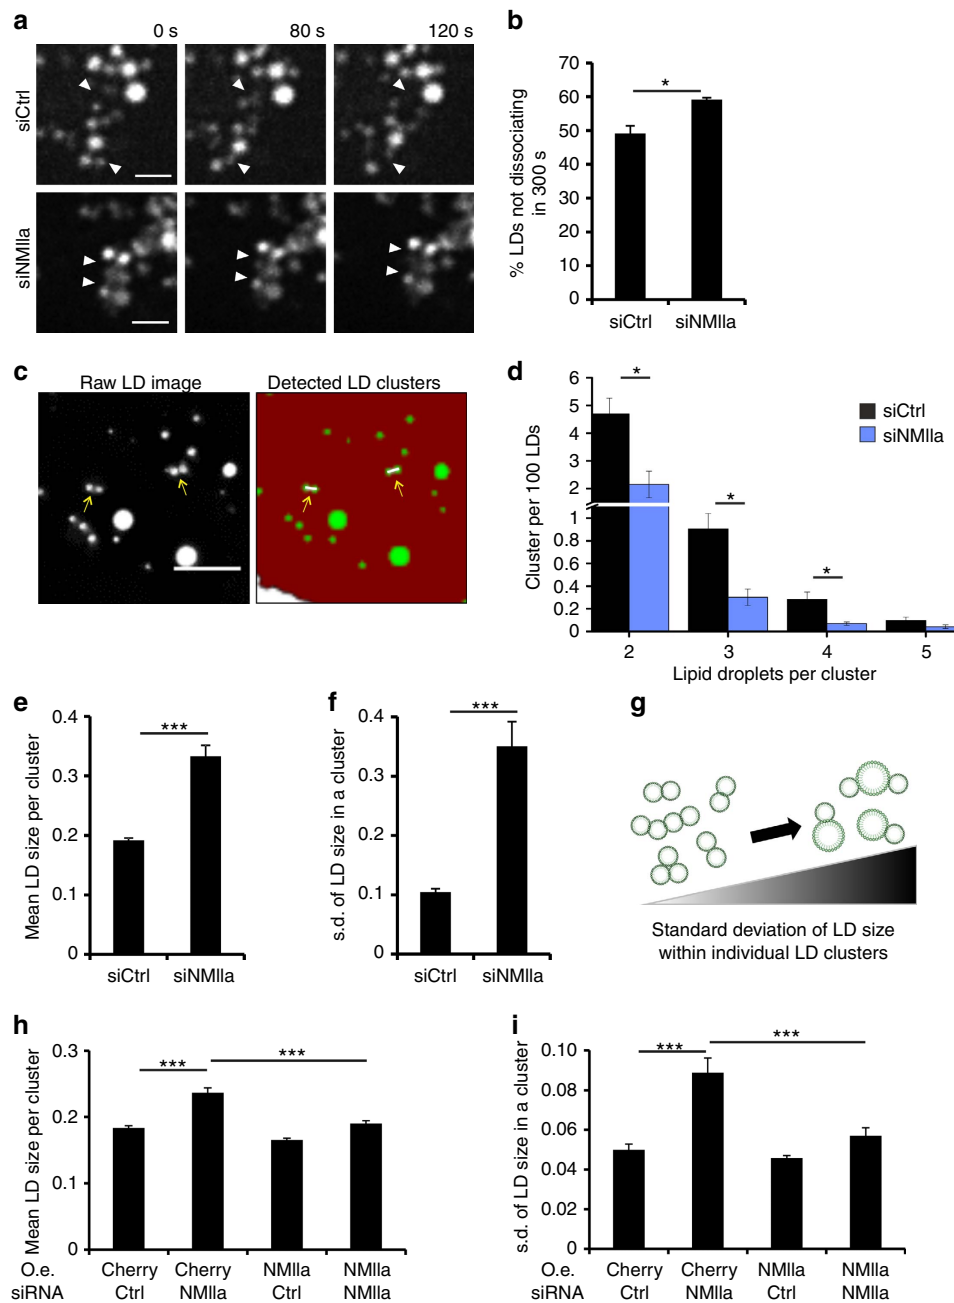 a
0 s
80 s
120 s
siCtrl
siNMIIa
b
% LDs not dissociating
in 300 s
70
60
50
40
30
20
10
0
*
siCtrl
siNMIIa
c
Raw LD image
Detected LD clusters
d
Cluster per 100 LDs
6
5
4
3
2
1
0.8
0.6
0.4
0.2
0
*
*
*
siCtrl
siNMIIa
2
3
4
5
Lipid droplets per cluster
e
Mean LD size per cluster
0.4
0.3
0.2
0.1
0
***
siCtrl
siNMIIa
f
s.d. of LD size in a cluster
0.4
0.3
0.2
0.1
0
***
siCtrl
siNMIIa
g
Standard deviation of LD size
within individual LD clusters
h
Mean LD size per cluster
0.3
0.2
0.1
0
***
***
O.e. Cherry Cherry NMIIa NMIIa
siRNA Ctrl NMIIa Ctrl NMIIa
i
s.d. of LD size in a cluster
0.10
0.08
0.06
0.04
0.02
0
***
***
O.e. Cherry Cherry NMIIa NMIIa
siRNA Ctrl NMIIa Ctrl NMIIa